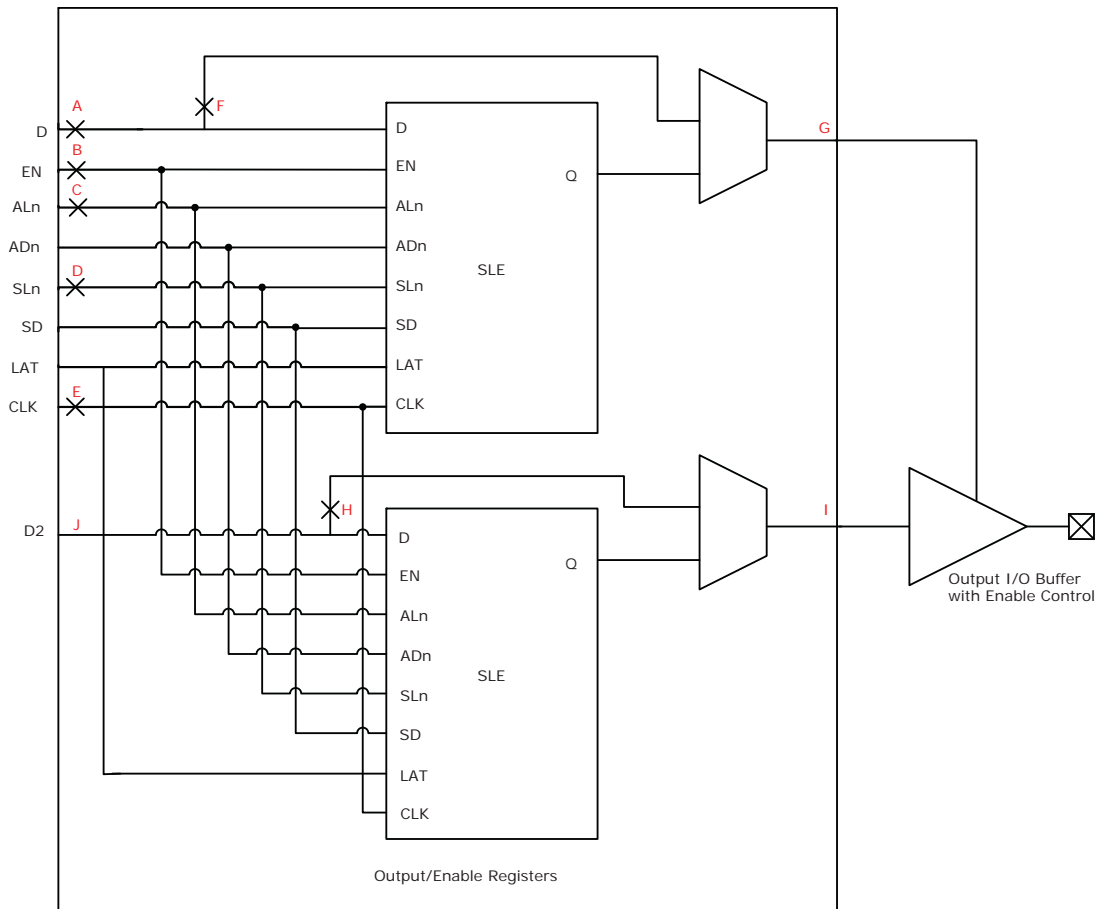 A
F
D
D
G
B
EN
EN
Q
C
ALn
ALn
ADn
ADn
SLE
D
SLn
SLn
SD
SD
LAT
LAT
E
CLK
CLK
H
I
D2
J
D
Q
EN
Output I/O Buffer
with Enable Control
ALn
ADn
SLE
SLn
SD
LAT
CLK
Output/Enable Registers